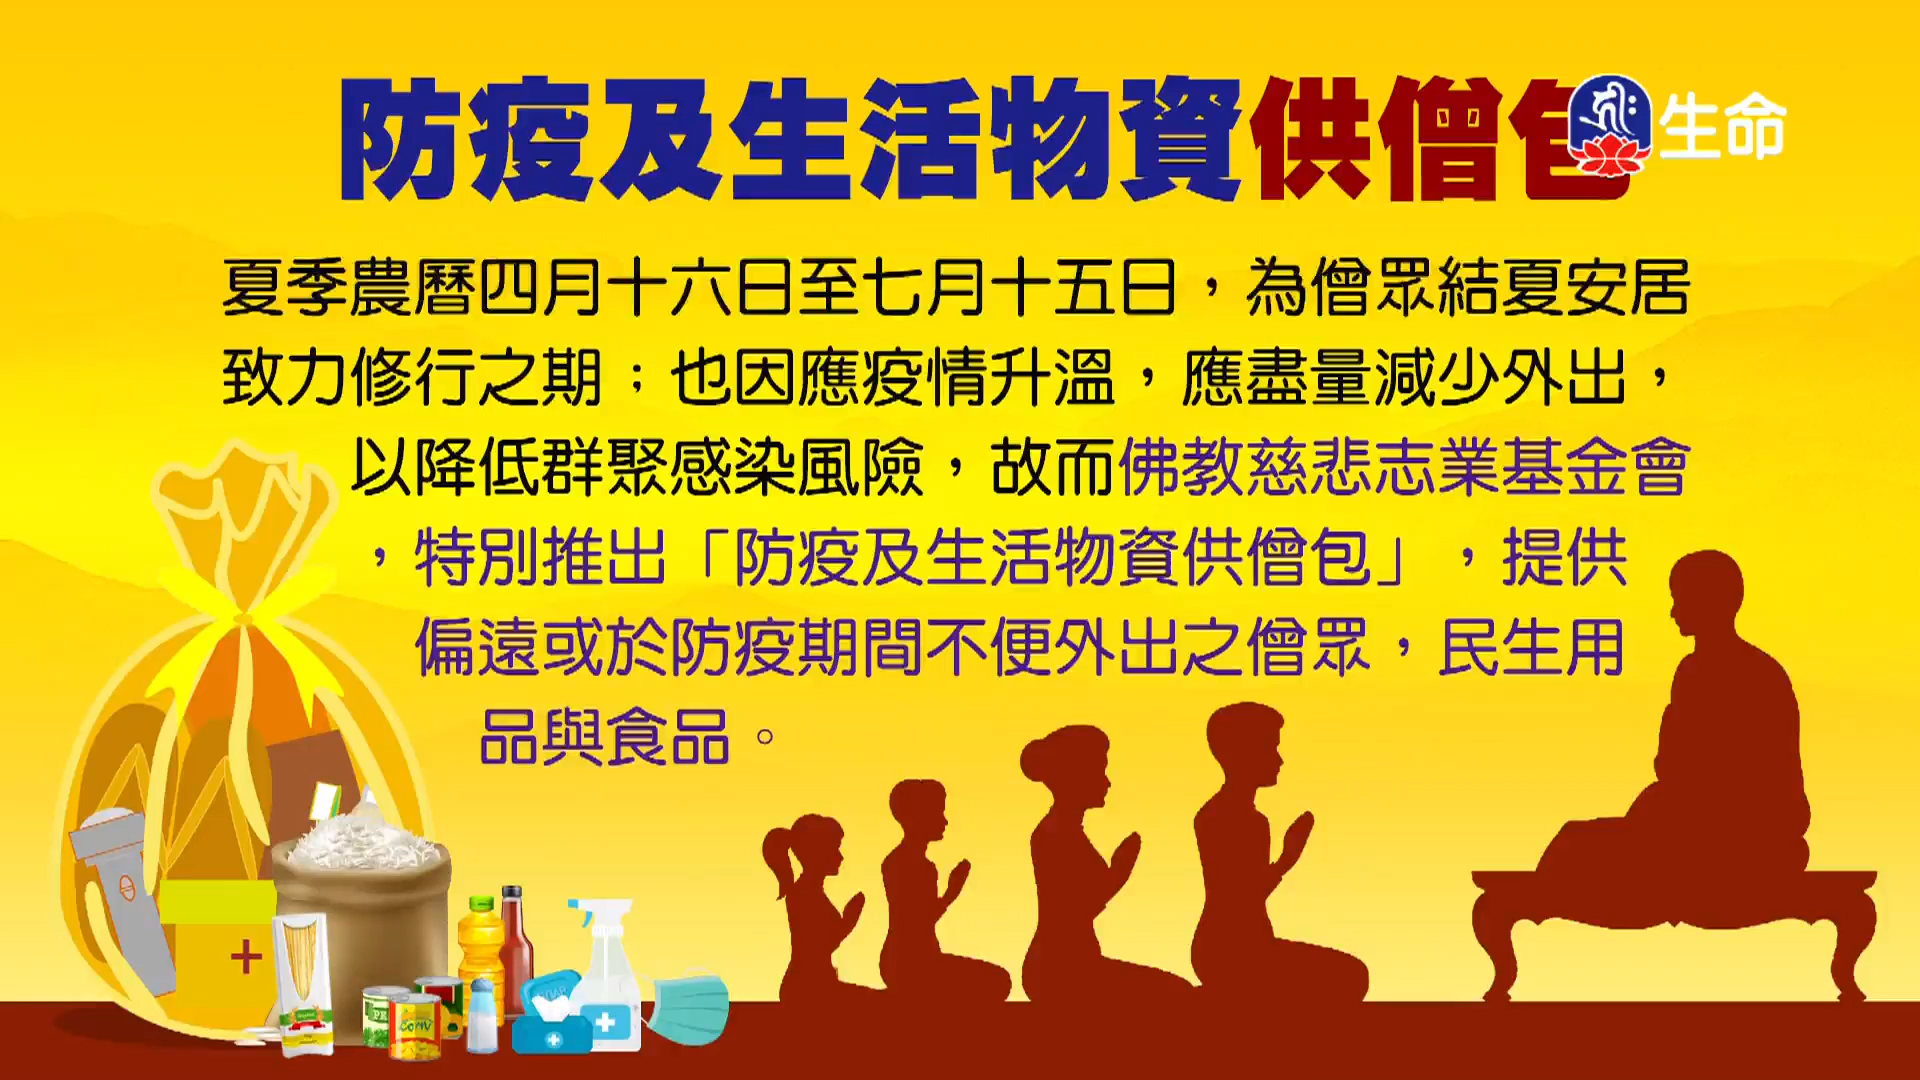 防疫及生活物資供僧包
生命
夏季農曆四月十六日至七月十五日，為僧眾結夏安居
致力修行之期；也因應疫情升溫，應盡量減少外出，
以降低群聚感染風險，故而佛教慈悲志業基金會
，特別推出「防疫及生活物資供僧包」，提供
偏遠或於防疫期間不便外出之僧眾，民生用
品與食品。